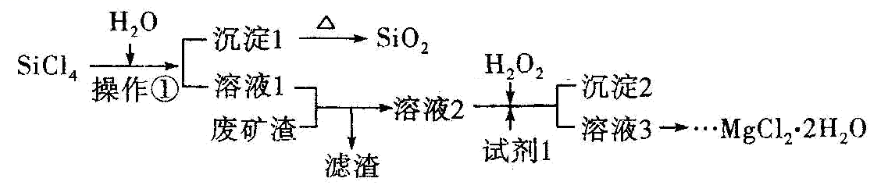 H₂O
SiCl₄ 操作① 沉淀1 △ SiO₂
溶液1
废矿渣
滤渣
溶液2
H₂O₂
试剂1
沉淀2
溶液3 ⋯MgCl₂·2H₂O